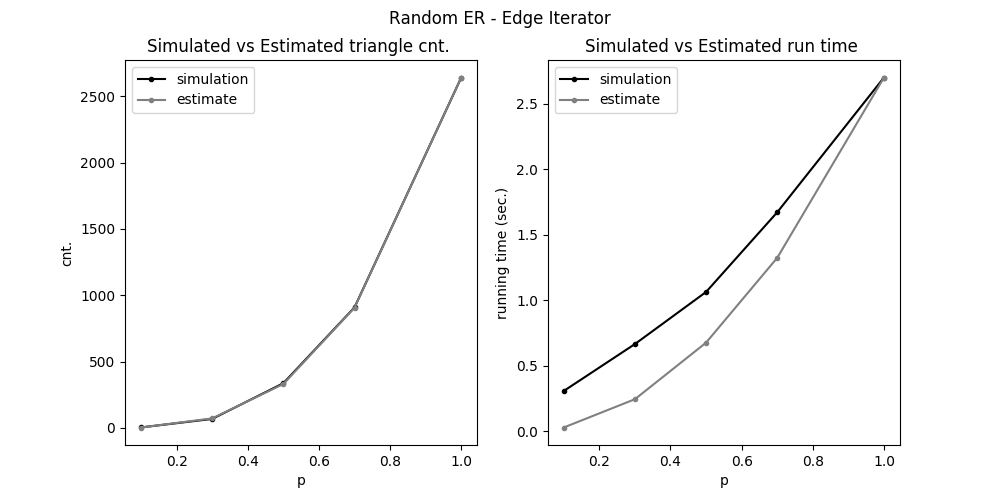 Random ER - Edge Iterator
Simulated vs Estimated triangle cnt.
simulation
estimate
2500
2000
1500
1000
500
0
cnt.
0.2
0.4
0.6
0.8
1.0
p
Simulated vs Estimated run time
simulation
estimate
2.5
2.0
1.5
1.0
0.5
0.0
running time (sec.)
0.2
0.4
0.6
0.8
1.0
p